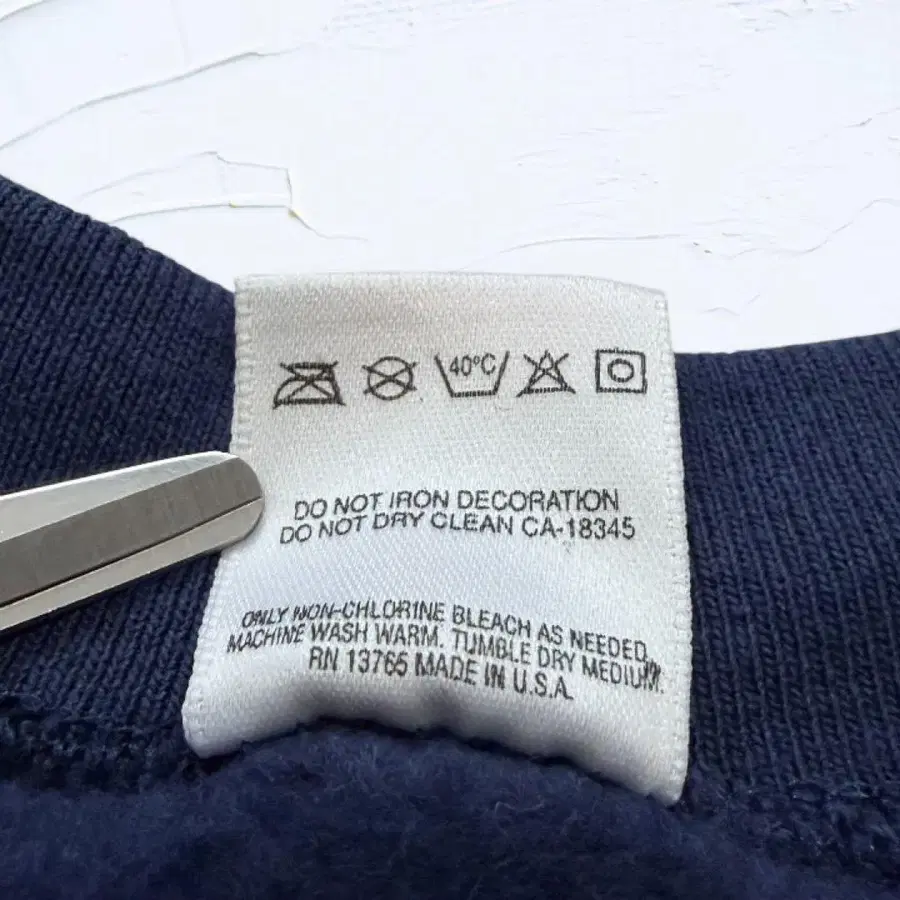 40°C
DO NOT IRON DECORATION
DO NOT DRY CLEAN CA-18345
ONLY NON-CHLORINE BLEACH AS NEEDED.
MACHINE WASH WARM. TUMBLE DRY MEDIUM.
RN 13765 MADE IN U.S.A.